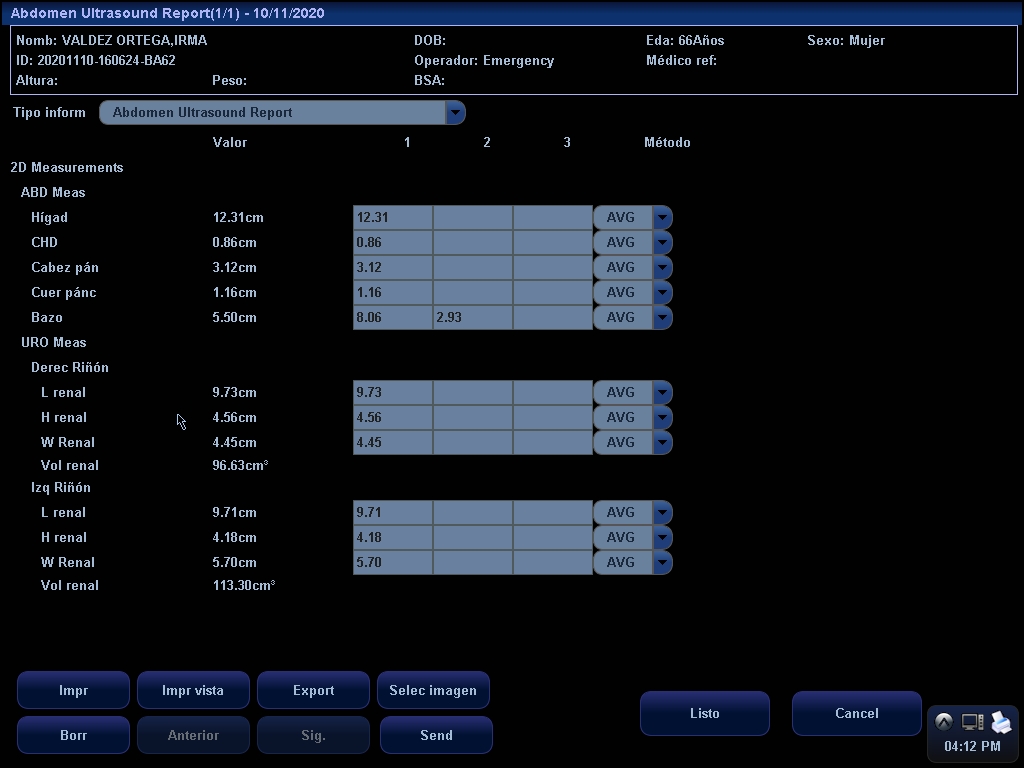 Abdomen Ultrasound Report(1/1) - 10/11/2020
Nomb: VALDEZ ORTEGA,IRMA DOB: Eda: 66Años Sexo: Mujer
ID: 20201110-160624-BA62 Operador: Emergency Médico ref:
Altura: Peso: BSA:
Tipo inform Abdomen Ultrasound Report
Valor 1 2 3 Método
2D Measurements
ABD Meas
Hígad 12.31cm 12.31 AVG
CHD 0.86cm 0.86 AVG
Cabez pán 3.12cm 3.12 AVG
Cuer pánc 1.16cm 1.16 AVG
Bazo 5.50cm 8.06 2.93 AVG
URO Meas
Derec Riñón
L renal 9.73cm 9.73 AVG
H renal 4.56cm 4.56 AVG
W Renal 4.45cm 4.45 AVG
Vol renal 96.63cm³
Izq Riñón
L renal 9.71cm 9.71 AVG
H renal 4.18cm 4.18 AVG
W Renal 5.70cm 5.70 AVG
Vol renal 113.30cm³
Impr Impr vista Export Selec imagen
Listo Cancel
Borr Anterior Sig. Send
04:12 PM